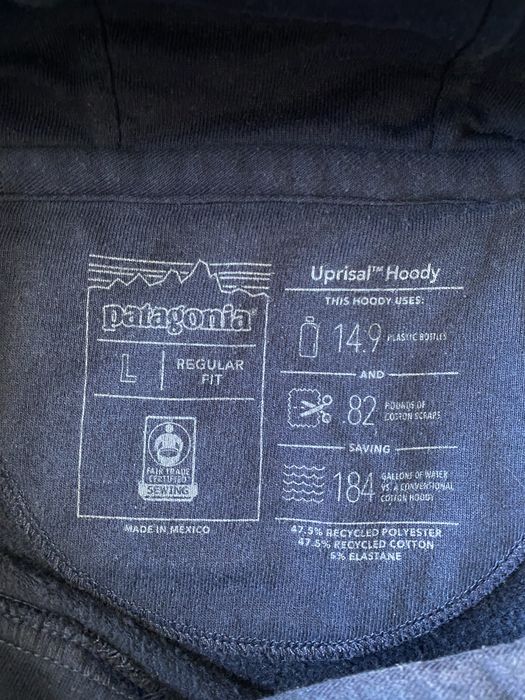 patagonia®
L
REGULAR
FIT
FAIR TRADE
CERTIFIED
SEWING
MADE IN MEXICO
Uprisal™ Hoody
THIS HOODY USES:
14.9 PLASTIC BOTTLES
AND
.82 POUNDS OF
COTTON SCRAPS
SAVING
184 GALLONS OF WATER
VS. A CONVENTIONAL
COTTON HOODY
47.5% RECYCLED POLYESTER
47.5% RECYCLED COTTON
5% ELASTANE